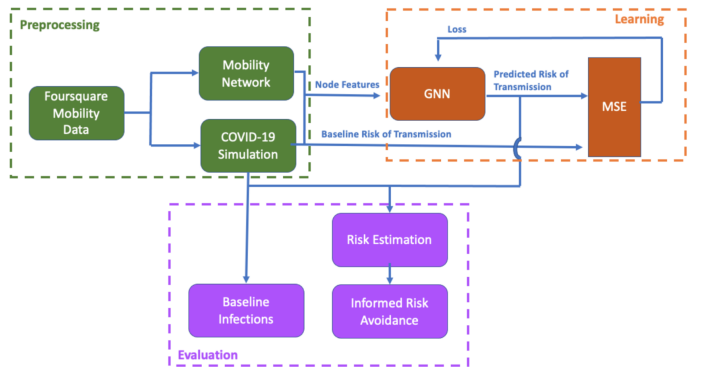 Preprocessing
Foursquare
Mobility
Data
Mobility
Network
COVID-19
Simulation
Node Features
Baseline Risk of Transmission
Learning
Loss
GNN
Predicted Risk of
Transmission
MSE
Risk Estimation
Baseline
Infections
Informed Risk
Avoidance
Evaluation